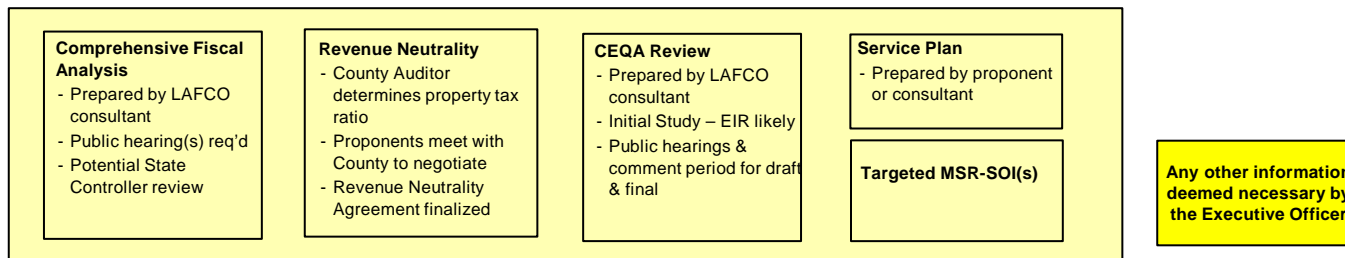 Comprehensive Fiscal
Analysis
- Prepared by LAFCO
consultant
- Public hearing(s) req'd
- Potential State
Controller review
Revenue Neutrality
- County Auditor
determines property tax
ratio
- Proponents meet with
County to negotiate
- Revenue Neutrality
Agreement finalized
CEQA Review
- Prepared by LAFCO
consultant
- Initial Study – EIR likely
- Public hearings &
comment period for draft
& final
Service Plan
- Prepared by proponent
or consultant
Targeted MSR-SOI(s)
Any other information
deemed necessary by
the Executive Officer